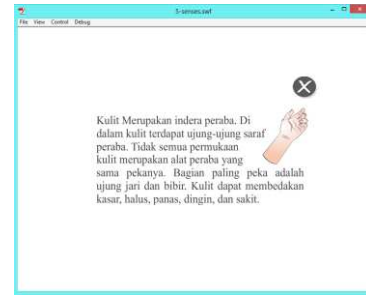 5-senses.swf
File View Control Debug
Kulit Merupakan indera peraba. Di
dalam kulit terdapat ujung-ujung saraf
peraba. Tidak semua permukaan
kulit merupakan alat peraba yang
sama pekanya. Bagian paling peka adalah
ujung jari dan bibir. Kulit dapat membedakan
kasar, halus, panas, dingin, dan sakit.